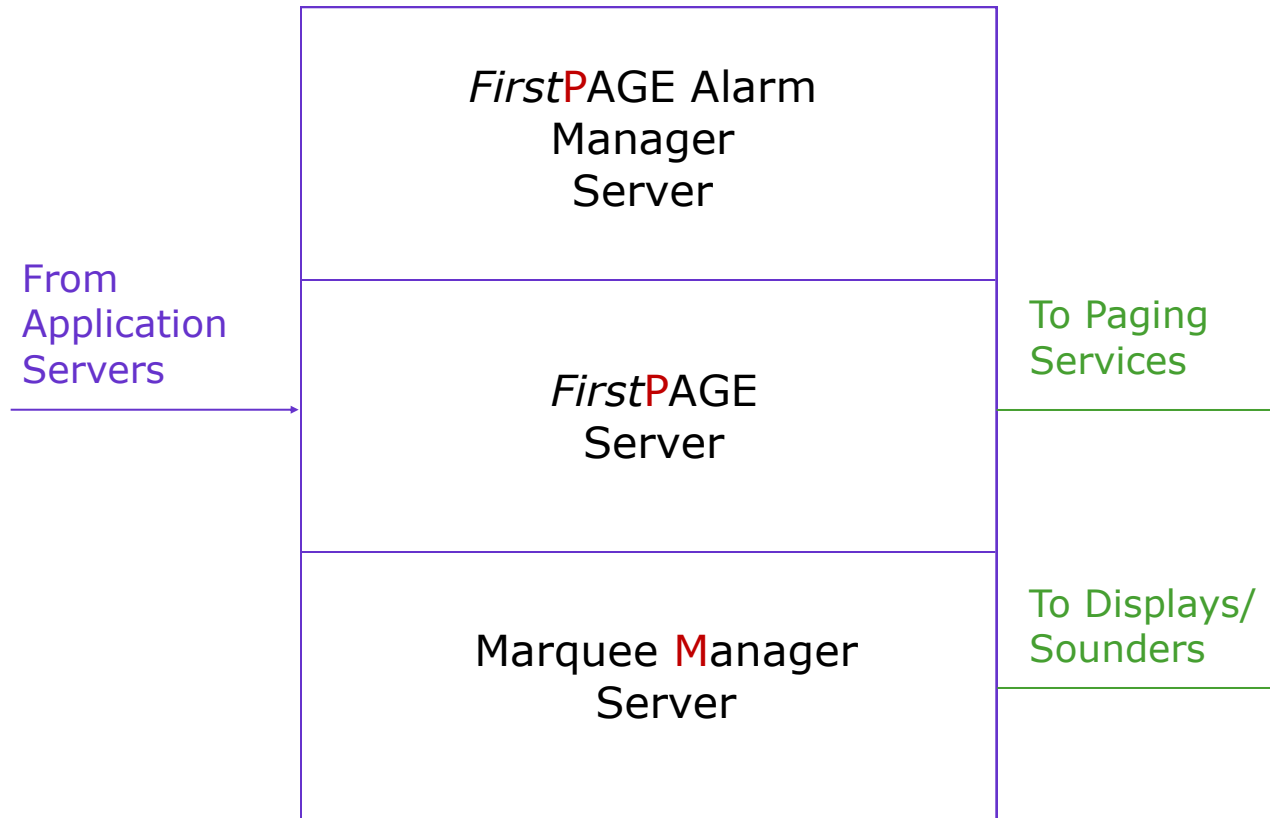 FirstPAGE Alarm
Manager
Server
From
Application
Servers
To Paging
Services
FirstPAGE
Server
To Displays/
Sounders
Marquee Manager
Server